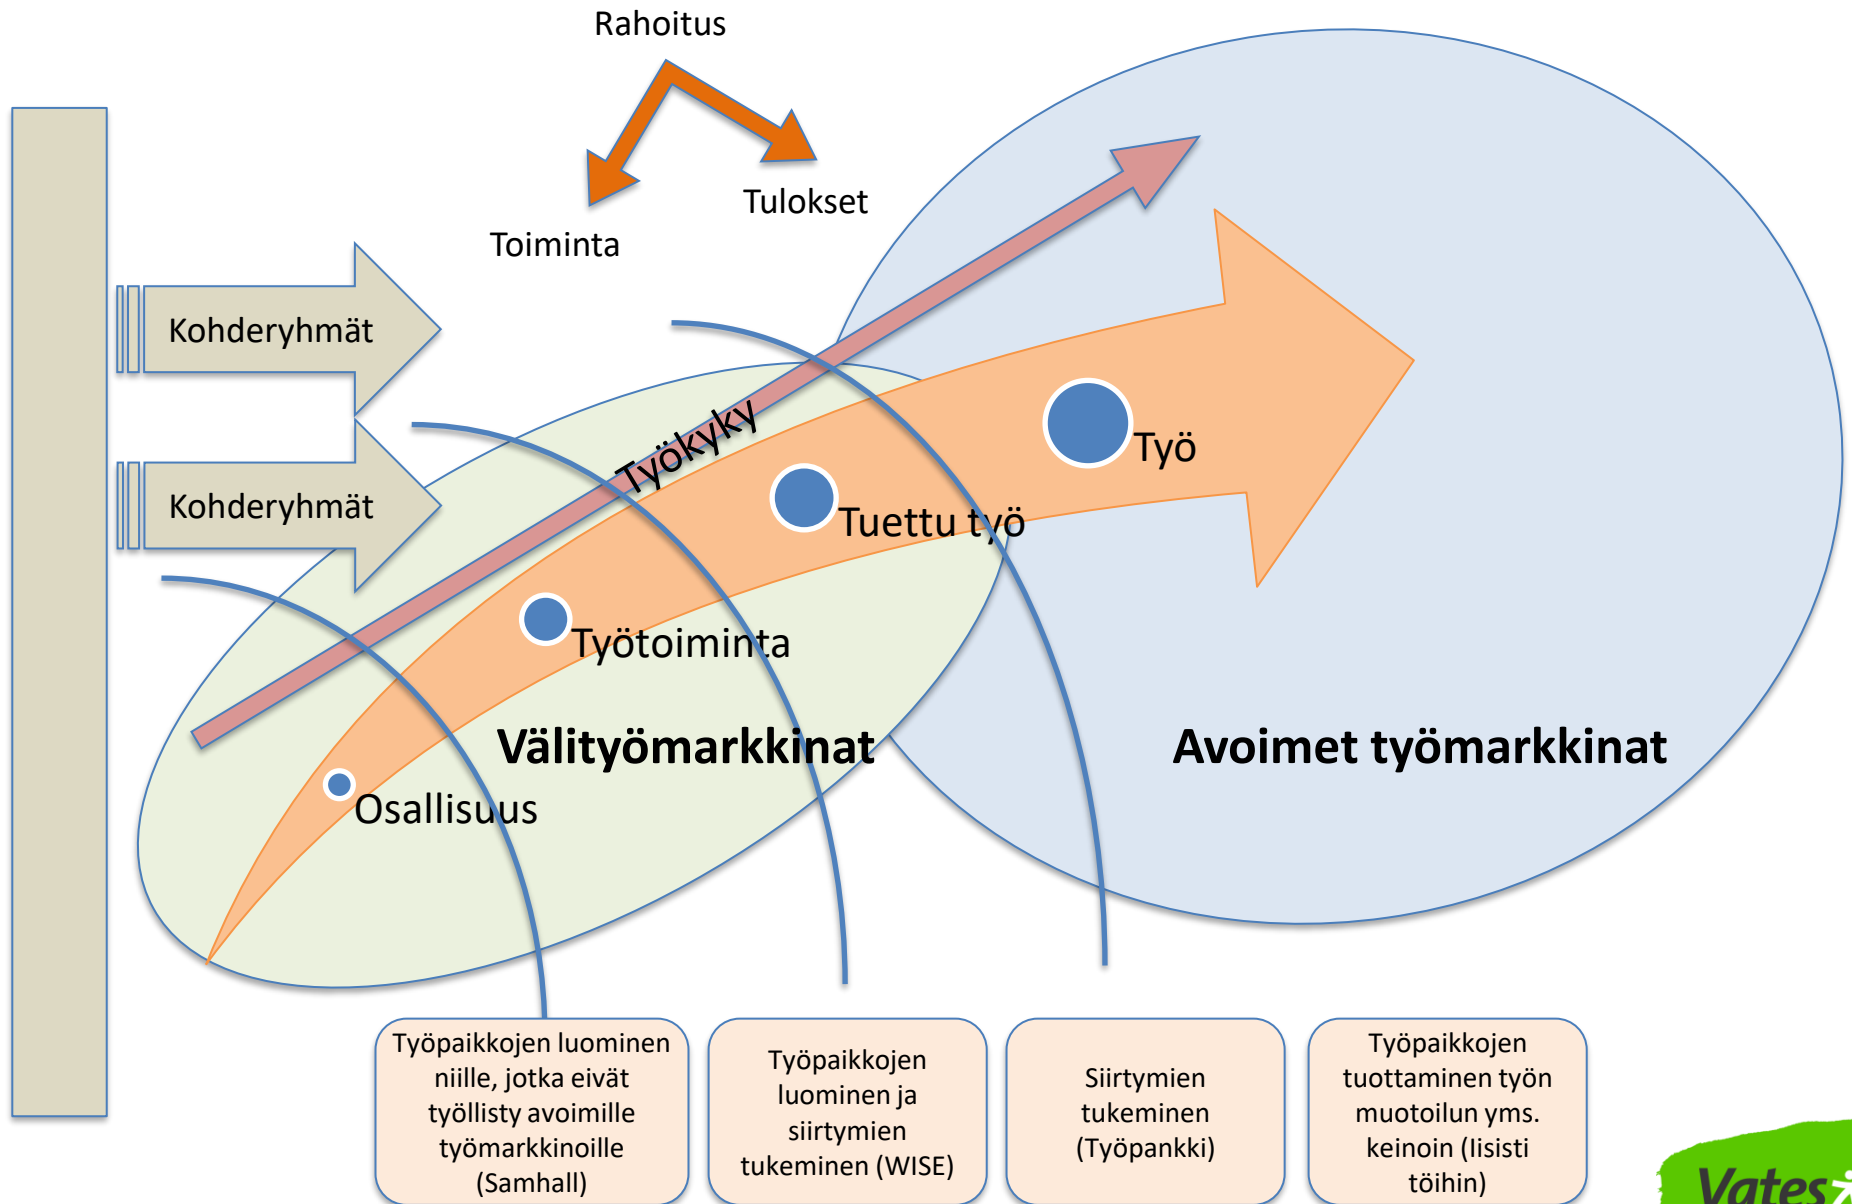 Rahoitus
Tulokset
Toiminta
Kohderyhmät
Kohderyhmät
Työkyky
Työ
Tuettu työ
Työtoiminta
Välityömarkkinat
Avoimet työmarkkinat
Osallisuus
Työpaikkojen luominen
niille, jotka eivät
työllisty avoimille
työmarkkinoille
(Samhall)
Työpaikkojen
luominen ja
siirtymien
tukeminen (WISE)
Siirtymien
tukeminen
(Työpankki)
Työpaikkojen
tuottaminen työn
muotoilun yms.
keinoin (Iisisti
töihin)
Vates